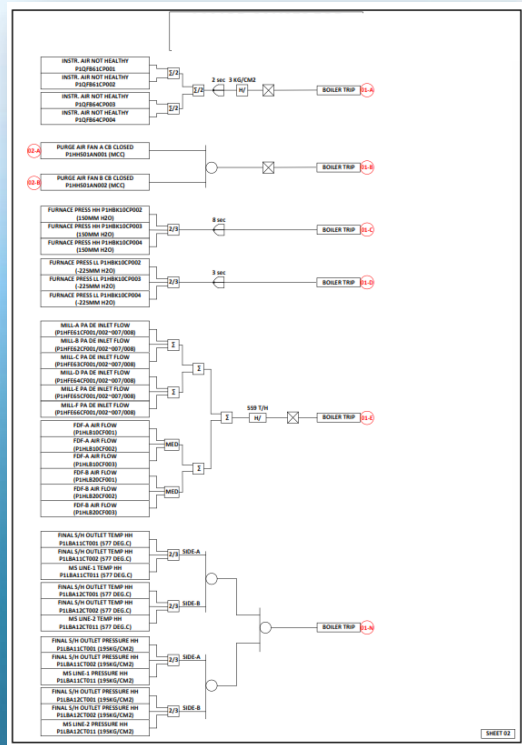 INSTR. AIR NOT HEALTHY
P1QFB61CP001
INSTR. AIR NOT HEALTHY
P1QFB61CP002
Σ/2
INSTR. AIR NOT HEALTHY
P1QFB64CP003
INSTR. AIR NOT HEALTHY
P1QFB64CP004
Σ/2
Σ/2
2 sec
3 KG/CM2
H/
BOILER TRIP
01-A
02-A
PURGE AIR FAN A CB CLOSED
P1HHS01AN001 (MCC)
02-B
PURGE AIR FAN B CB CLOSED
P1HHS01AN002 (MCC)
BOILER TRIP
01-B
FURNACE PRESS HH P1HBK10CP002
(150MM H2O)
FURNACE PRESS HH P1HBK10CP003
(150MM H2O)
FURNACE PRESS HH P1HBK10CP004
(150MM H2O)
2/3
8 sec
BOILER TRIP
01-C
FURNACE PRESS LL P1HBK10CP002
(-225MM H2O)
FURNACE PRESS LL P1HBK10CP003
(-225MM H2O)
FURNACE PRESS LL P1HBK10CP004
(-225MM H2O)
2/3
3 sec
BOILER TRIP
01-D
MILL-A PA DE INLET FLOW
(P1HFE61CF001/002~007/008)
MILL-B PA DE INLET FLOW
(P1HFE62CF001/002~007/008)
MILL-C PA DE INLET FLOW
(P1HFE63CF001/002~007/008)
Σ
MILL-D PA DE INLET FLOW
(P1HFE64CF001/002~007/008)
MILL-E PA DE INLET FLOW
(P1HFE65CF001/002~007/008)
MILL-F PA DE INLET FLOW
(P1HFE66CF001/002~007/008)
Σ
Σ
FDF-A AIR FLOW
(P1HLB10CF001)
FDF-A AIR FLOW
(P1HLB10CF002)
FDF-A AIR FLOW
(P1HLB10CF003)
MED
FDF-B AIR FLOW
(P1HLB20CF001)
FDF-B AIR FLOW
(P1HLB20CF002)
FDF-B AIR FLOW
(P1HLB20CF003)
MED
Σ
Σ
559 T/H
H/
BOILER TRIP
01-E
FINAL S/H OUTLET TEMP HH
P1LBA11CT001 (577 DEG.C)
FINAL S/H OUTLET TEMP HH
P1LBA11CT002 (577 DEG.C)
MS LINE-1 TEMP HH
P1LBA11CT011 (577 DEG.C)
2/3
SIDE-A
FINAL S/H OUTLET TEMP HH
P1LBA12CT001 (577 DEG.C)
FINAL S/H OUTLET TEMP HH
P1LBA12CT002 (577 DEG.C)
MS LINE-2 TEMP HH
P1LBA12CT011 (577 DEG.C)
2/3
SIDE-B
BOILER TRIP
01-N
FINAL S/H OUTLET PRESSURE HH
P1LBA11CT001 (195KG/CM2)
FINAL S/H OUTLET PRESSURE HH
P1LBA11CT002 (195KG/CM2)
MS LINE-1 PRESSURE HH
P1LBA11CT011 (195KG/CM2)
2/3
SIDE-A
FINAL S/H OUTLET PRESSURE HH
P1LBA12CT001 (195KG/CM2)
FINAL S/H OUTLET PRESSURE HH
P1LBA12CT002 (195KG/CM2)
MS LINE-2 PRESSURE HH
P1LBA12CT011 (195KG/CM2)
2/3
SIDE-B
SHEET 02